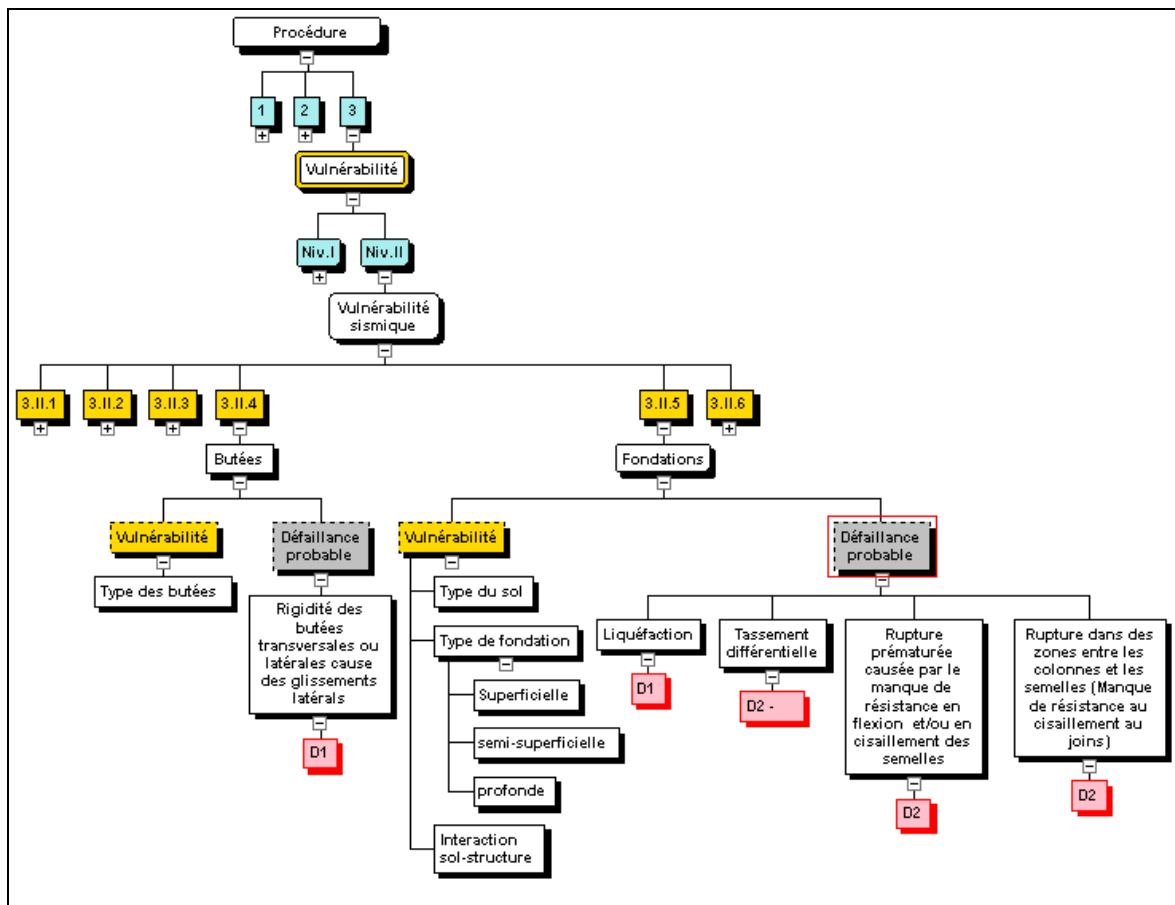 Procédure
1
2
3
Vulnérabilité
Niv.I
Niv.II
Vulnérabilité
sismique
3.II.1
3.II.2
3.II.3
3.II.4
3.II.5
3.II.6
Butées
Fondations
Vulnérabilité
Défaillance
probable
Vulnérabilité
Défaillance
probable
Type des butées
Rigidité des
butées
transversales ou
latérales cause
des glissements
latérals
D1
Type du sol
Type de fondation
Superficielle
semi-superficielle
profonde
Interaction
sol-structure
Liquéfaction
D1
Tassement
différentielle
D2 -
Rupture
prématurée
causée par le
manque de
résistance en
flexion et/ou en
cisaillement des
semelles
D2
Rupture dans des
zones entre les
colonnes et les
semelles (Manque
de résistance au
cisaillement au
joins)
D2